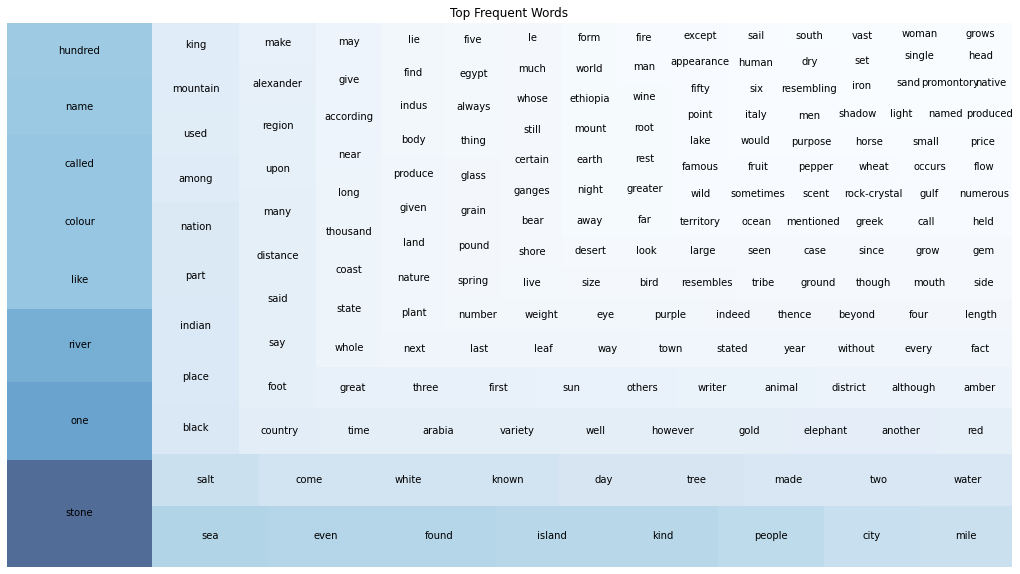 Top Frequent Words
hundred
name
called
colour
like
river
one
stone
king
mountain
used
among
nation
part
indian
place
black
make
alexander
region
upon
many
distance
said
say
foot
may
give
according
near
long
thousand
coast
state
whole
lie
find
indus
body
produce
given
land
nature
plant
next
five
egypt
always
thing
glass
grain
pound
spring
number
last
le
much
whose
still
certain
ganges
bear
shore
live
weight
leaf
form
world
ethiopia
mount
earth
night
away
desert
size
eye
way
fire
man
wine
root
rest
greater
far
look
bird
purple
town
except
appearance
fifty
point
lake
famous
wild
territory
large
resembles
indeed
stated
sail
human
six
italy
would
fruit
sometimes
ocean
seen
tribe
thence
year
south
dry
resembling
men
purpose
pepper
scent
mentioned
case
ground
beyond
without
vast
set
iron
shadow
horse
wheat
rock-crystal
greek
since
though
four
every
woman
single
sand
light
small
occurs
gulf
call
grow
mouth
length
fact
grows
head
promontory
native
named
produced
price
flow
numerous
held
gem
side
great
three
first
sun
others
writer
animal
district
although
amber
country
time
arabia
variety
well
however
gold
elephant
another
red
salt
come
white
known
day
tree
made
two
water
sea
even
found
island
kind
people
city
mile